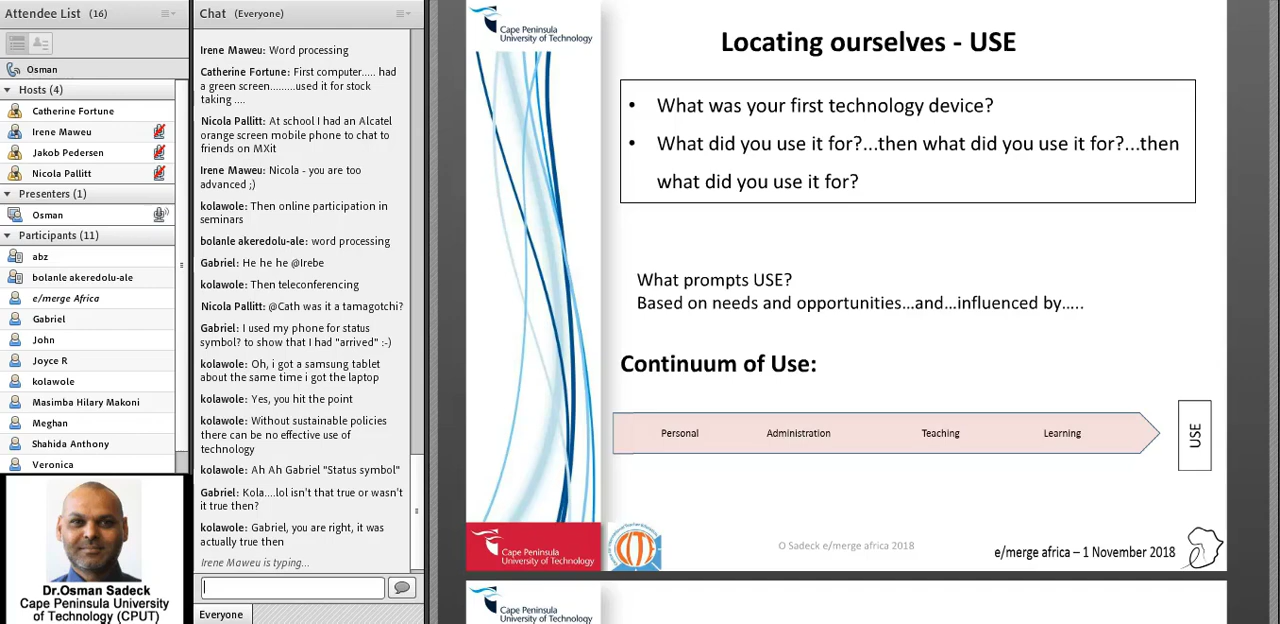 Attendee List (16)
Osman
Hosts (4)
Catherine Fortune
Irene Maweu
Jakob Pedersen
Nicola Pallitt
Presenters (1)
Osman
Participants (11)
abz
bolanle akeredolu-ale
e/merge Africa
Gabriel
John
Joyce R
kolawole
Masimba Hilary Makoni
Meghan
Shahida Anthony
Veronica
Dr.Osman Sadeck
Cape Peninsula University
of Technology (CPUT)
Chat (Everyone)
Irene Maweu: Word processing
Catherine Fortune: First computer..... had
a green screen.........used it for stock
taking ....
Nicola Pallitt: At school I had an Alcatel
orange screen mobile phone to chat to
friends on MXit
Irene Maweu: Nicola - you are too
advanced ;)
kolawole: Then online participation in
seminars
bolanle akeredolu-ale: word processing
Gabriel: He he he @Irebe
kolawole: Then teleconferencing
Nicola Pallitt: @Cath was it a tamagotchi?
Gabriel: I used my phone for status
symbol? to show that I had "arrived" :-)
kolawole: Oh, i got a samsung tablet
about the same time i got the laptop
kolawole: Yes, you hit the point
kolawole: Without sustainable policies
there can be no effective use of
technology
kolawole: Ah Ah Gabriel "Status symbol"
Gabriel: Kola....lol isn't that true or wasn't
it true then?
kolawole: Gabriel, you are right, it was
actually true then
Irene Maweu is typing...
Everyone
Cape Peninsula
University of Technology
Locating ourselves - USE
• What was your first technology device?
• What did you use it for?...then what did you use it for?...then
what did you use it for?
What prompts USE?
Based on needs and opportunities...and...influenced by.....
Continuum of Use:
Personal Administration Teaching Learning
USE
Cape Peninsula
University of Technology
O Sadeck e/merge africa 2018
e/merge africa – 1 November 2018
Cape Peninsula
University of Technology